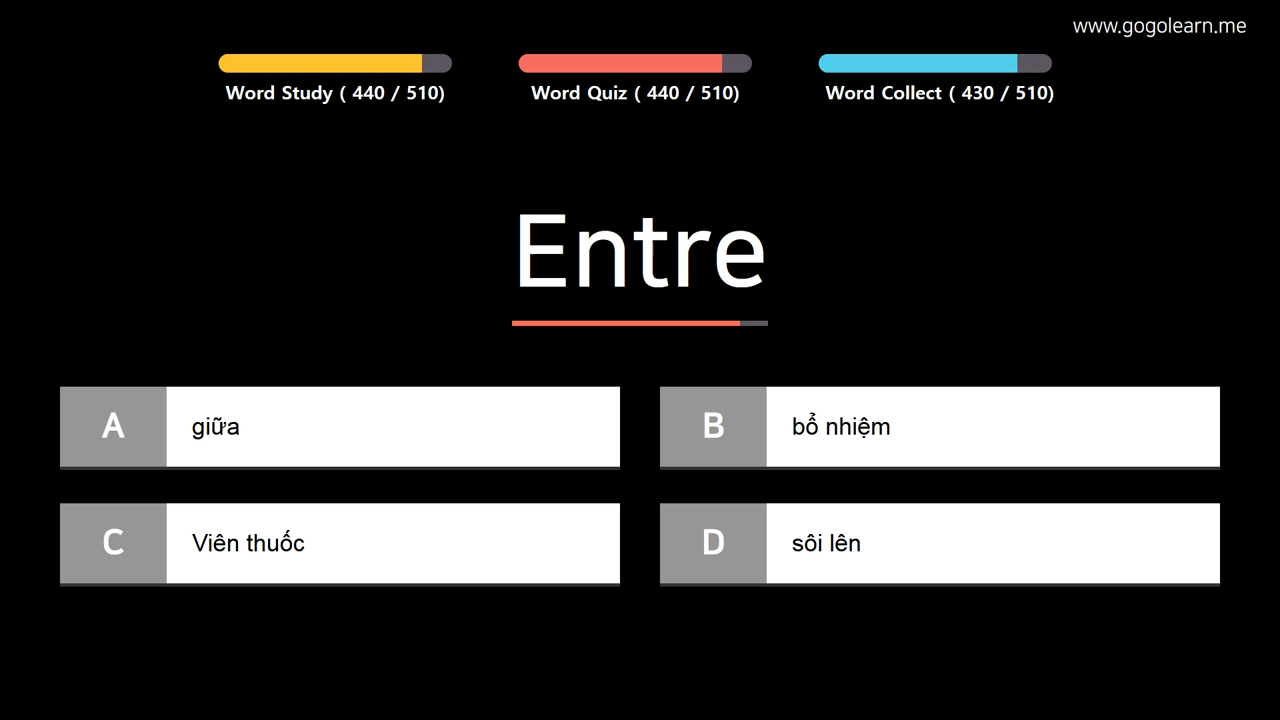 www.gogolearn.me
Word Study ( 440 / 510)
Word Quiz ( 440 / 510)
Word Collect ( 430 / 510)
Entre
A
giữa
B
bổ nhiệm
C
Viên thuốc
D
sôi lên